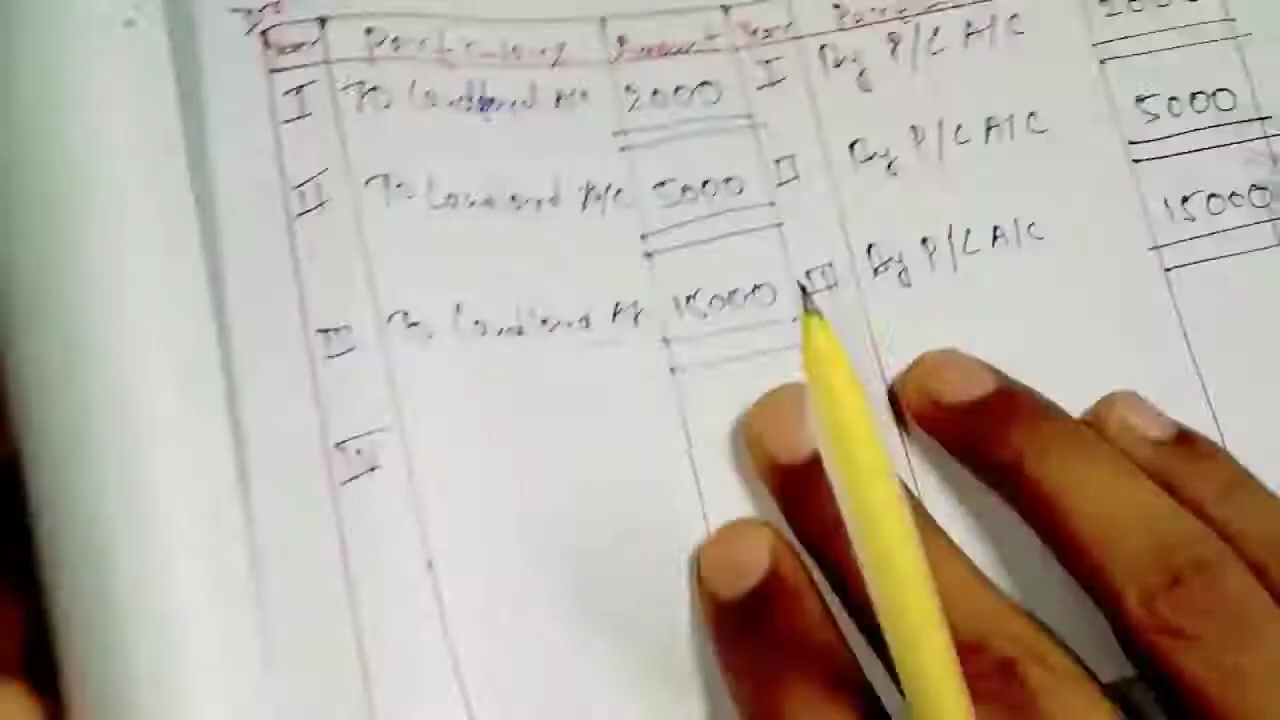 Year Particulars Amount Year
I To Landlord A/c 2000 I By P/L A/C
II To Landlord A/c 5000 II By P/L A/C 5000
III To Landlord A/c 15000 III By P/L A/C 15000
IV